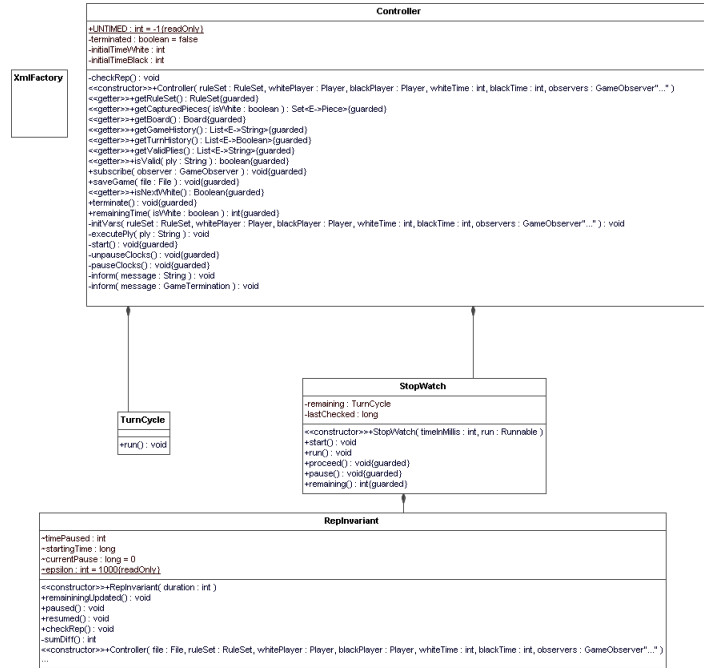 Controller
+UNTIMED : int = -1{readOnly}
-terminated : boolean = false
-initialTimeWhite : int
-initialTimeBlack : int
XmlFactory
-checkRep() : void
<<constructor>>+Controller( ruleSet : RuleSet, whitePlayer : Player, blackPlayer : Player, whiteTime : int, blackTime : int, observers : GameObserver"..." )
<<getter>>+getRuleSet() : RuleSet{guarded}
<<getter>>+getCapturedPieces( isWhite : boolean ) : Set<E->Piece>{guarded}
<<getter>>+getBoard() : Board{guarded}
<<getter>>+getGameHistory() : List<E->String>{guarded}
<<getter>>+getTurnHistory() : List<E->Boolean>{guarded}
<<getter>>+getValidPlies() : List<E->String>{guarded}
<<getter>>+isValid( ply : String ) : boolean{guarded}
+subscribe( observer : GameObserver ) : void{guarded}
+saveGame( file : File ) : void{guarded}
<<getter>>+isNextWhite() : Boolean{guarded}
+terminate() : void{guarded}
+remainingTime( isWhite : boolean ) : int{guarded}
-initVars( ruleSet : RuleSet, whitePlayer : Player, blackPlayer : Player, whiteTime : int, blackTime : int, observers : GameObserver"..." ) : void
-executePly( ply : String ) : void
-start() : void{guarded}
-unpauseClocks() : void{guarded}
-pauseClocks() : void{guarded}
-inform( message : String ) : void
-inform( message : GameTermination ) : void
StopWatch
-remaining : TurnCycle
-lastChecked : long
<<constructor>>+StopWatch( timeInMillis : int, run : Runnable )
+start() : void
+run() : void
+proceed() : void{guarded}
+pause() : void{guarded}
+remaining() : int{guarded}
TurnCycle
+run() : void
RepInvariant
~timePaused : int
~startingTime : long
~currentPause : long = 0
~epsilon : int = 1000{readOnly}
<<constructor>>+RepInvariant( duration : int )
+remaininingUpdated() : void
+paused() : void
+resumed() : void
+checkRep() : void
-sumDiff() : int
<<constructor>>+Controller( file : File, ruleSet : RuleSet, whitePlayer : Player, blackPlayer : Player, whiteTime : int, blackTime : int, observers : GameObserver"..." )
...